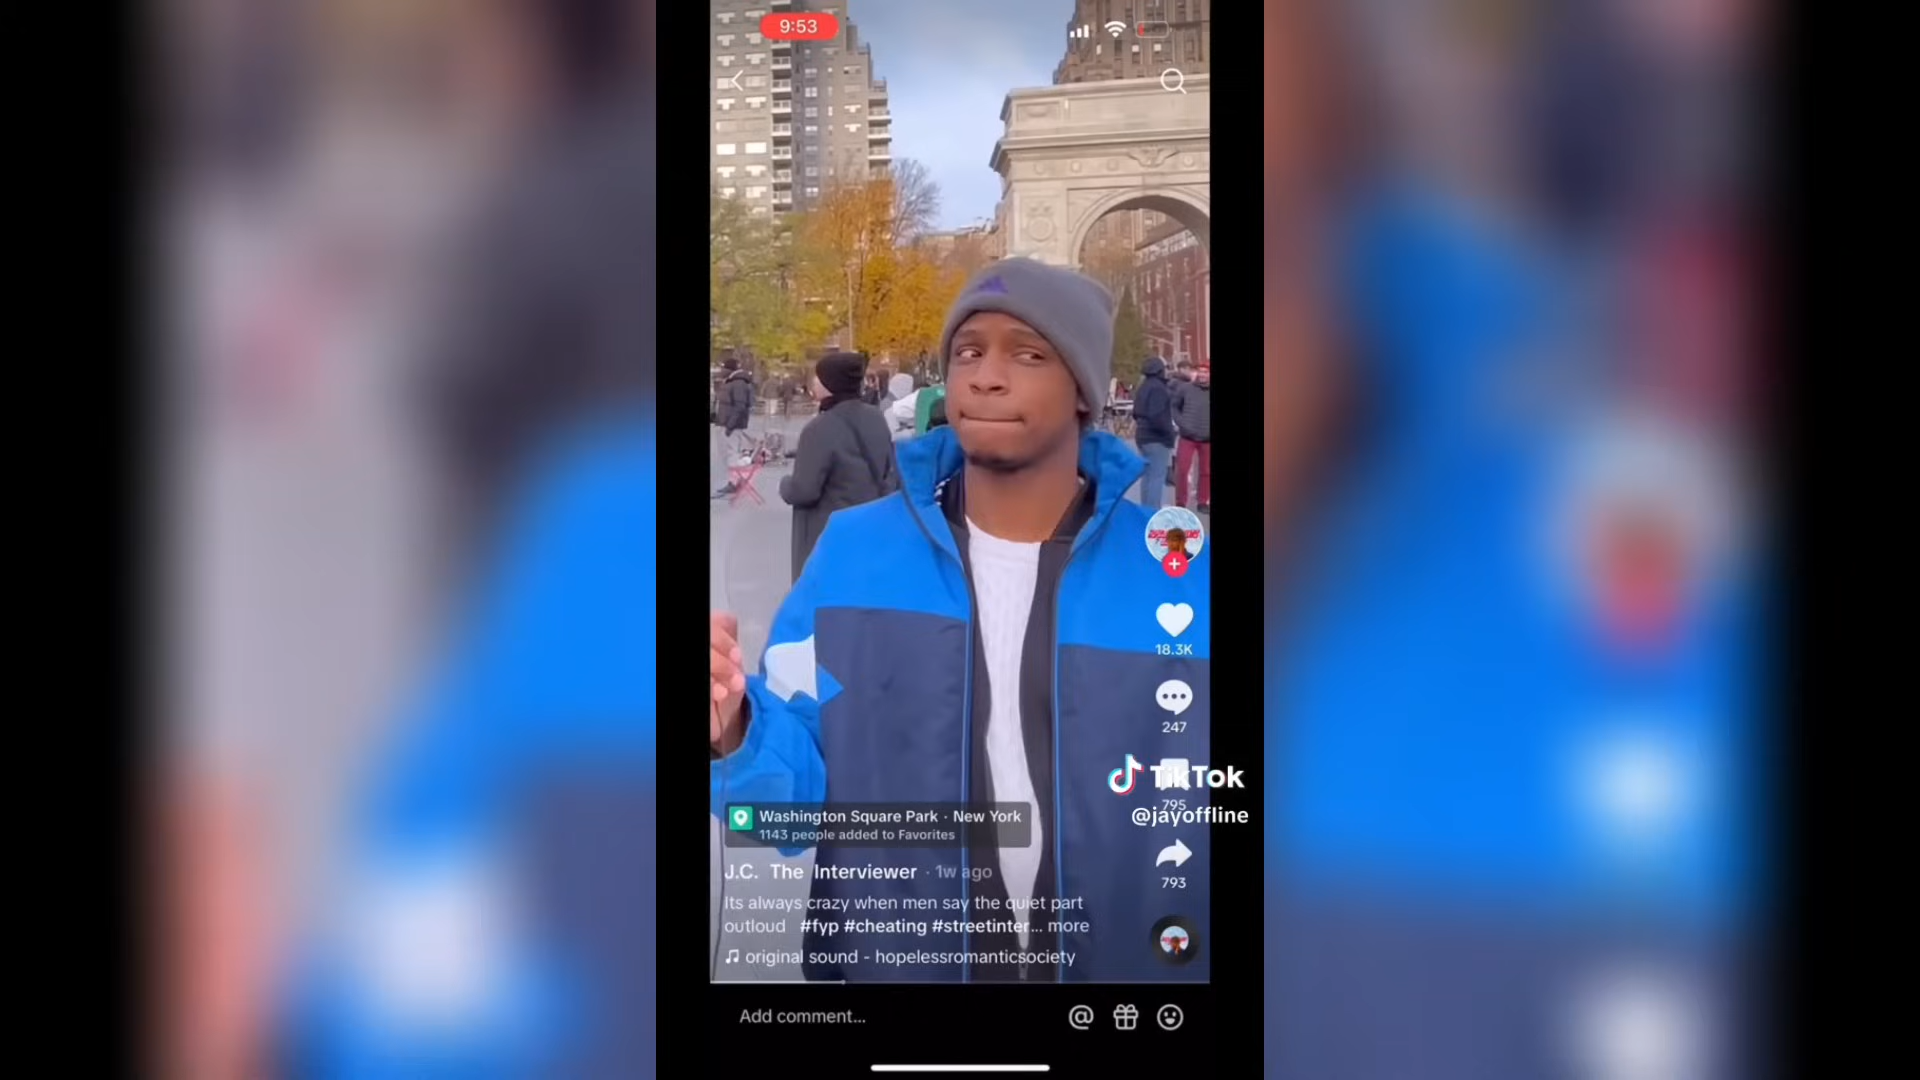 9:53
18.3K
247
TikTok
795
@jayoffline
Washington Square Park · New York
1143 people added to Favorites
793
J.C. The Interviewer · 1w ago
Its always crazy when men say the quiet part
outloud #fyp #cheating #streetinter... more
original sound - hopelessromanticsociety
Add comment...